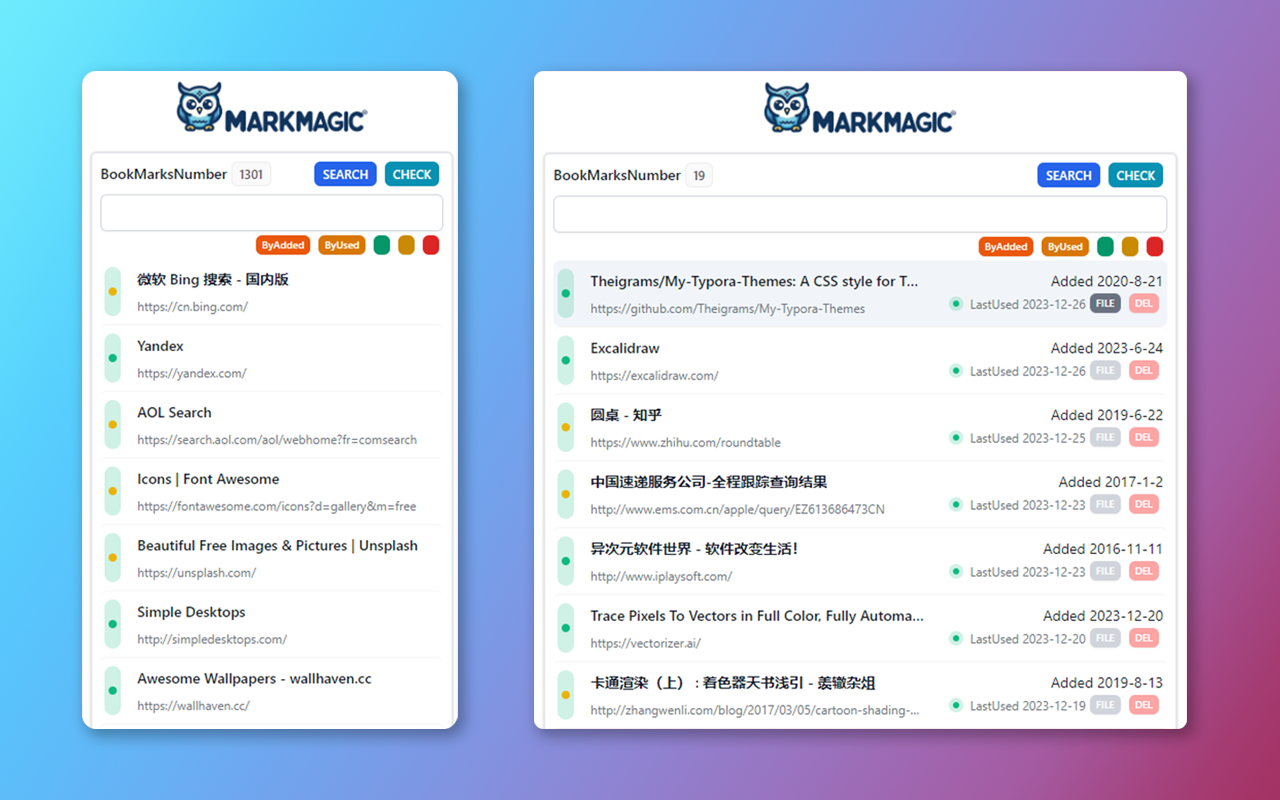 MARKMAGIC®
BookMarksNumber 1301 SEARCH CHECK
ByAdded ByUsed
微软 Bing 搜索 - 国内版
https://cn.bing.com/
Yandex
https://yandex.com/
AOL Search
https://search.aol.com/aol/webhome?fr=comsearch
Icons | Font Awesome
https://fontawesome.com/icons?d=gallery&m=free
Beautiful Free Images & Pictures | Unsplash
https://unsplash.com/
Simple Desktops
http://simpledesktops.com/
Awesome Wallpapers - wallhaven.cc
https://wallhaven.cc/
MARKMAGIC®
BookMarksNumber 19 SEARCH CHECK
ByAdded ByUsed
Theigrams/My-Typora-Themes: A CSS style for T... Added 2020-8-21
https://github.com/Theigrams/My-Typora-Themes LastUsed 2023-12-26 FILE DEL
Excalidraw Added 2023-6-24
https://excalidraw.com/ LastUsed 2023-12-26 FILE DEL
圆桌 - 知乎 Added 2019-6-22
https://www.zhihu.com/roundtable LastUsed 2023-12-25 FILE DEL
中国速递服务公司-全程跟踪查询结果 Added 2017-1-2
http://www.ems.com.cn/apple/query/EZ613686473CN LastUsed 2023-12-23 FILE DEL
异次元软件世界 - 软件改变生活！ Added 2016-11-11
http://www.iplaysoft.com/ LastUsed 2023-12-23 FILE DEL
Trace Pixels To Vectors in Full Color, Fully Automa... Added 2023-12-20
https://vectorizer.ai/ LastUsed 2023-12-20 FILE DEL
卡通渲染（上）：着色器天书浅引 - 羡辙杂俎 Added 2019-8-13
http://zhangwenli.com/blog/2017/03/05/cartoon-shading-... LastUsed 2023-12-19 FILE DEL